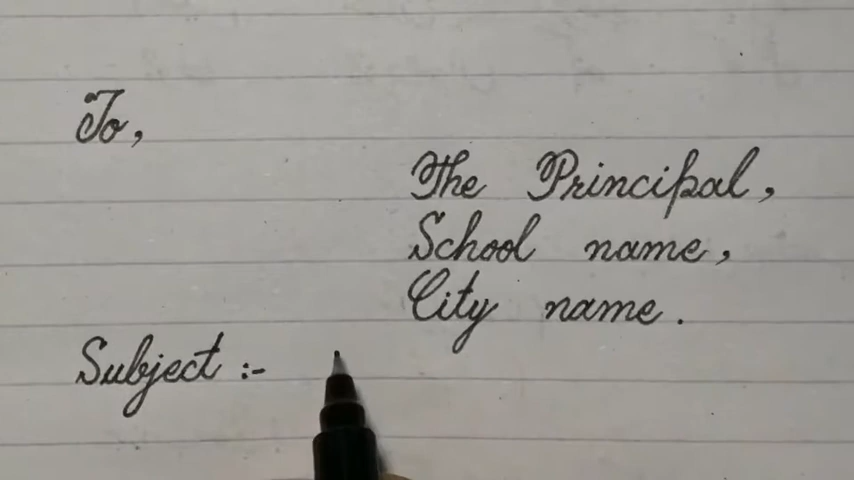 To,
The Principal,
School name,
City name.
Subject :-